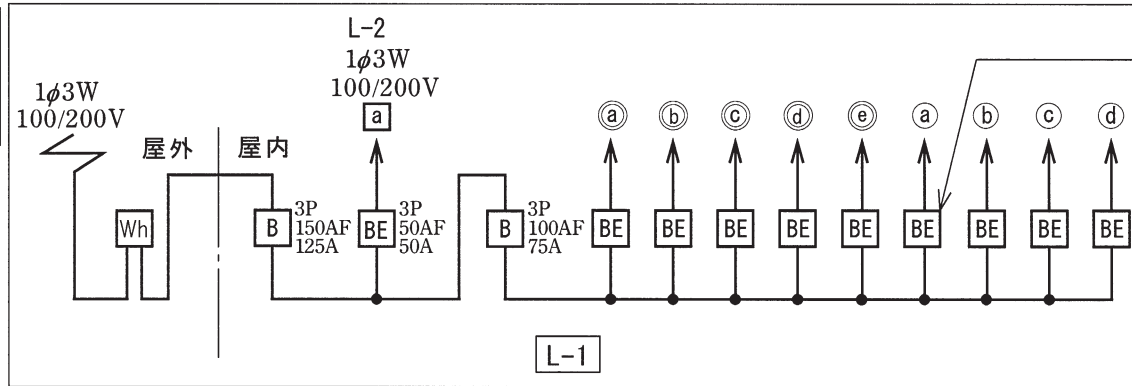 L-2
1φ3W
100/200V
a
1φ3W
100/200V
屋外
屋内
ⓐ ⓑ ⓒ ⓓ ⓔ ⓐ ⓑ ⓒ ⓓ
Wh
B
3P
150AF
125A
BE
3P
50AF
50A
B
3P
100AF
75A
BE BE BE BE BE BE BE BE BE
L-1